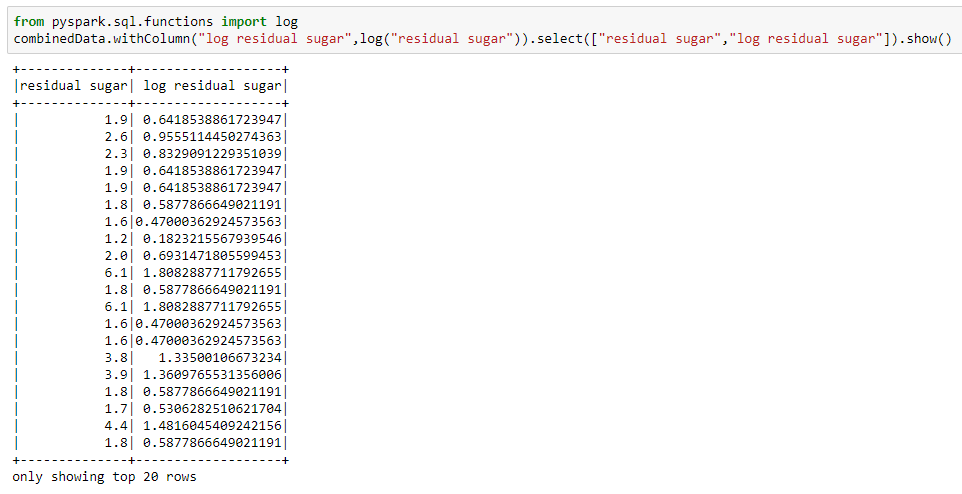 from pyspark.sql.functions import log
combinedData.withColumn("log residual sugar",log("residual sugar")).select(["residual sugar","log residual sugar"]).show()
+--------------+-------------------+
|residual sugar| log residual sugar|
+--------------+-------------------+
|           1.9| 0.6418538861723947|
|           2.6| 0.9555114450274363|
|           2.3| 0.8329091229351039|
|           1.9| 0.6418538861723947|
|           1.9| 0.6418538861723947|
|           1.8| 0.5877866649021191|
|           1.6|0.47000362924573563|
|           1.2| 0.1823215567939546|
|           2.0| 0.6931471805599453|
|           6.1| 1.8082887711792655|
|           1.8| 0.5877866649021191|
|           6.1| 1.8082887711792655|
|           1.6|0.47000362924573563|
|           1.6|0.47000362924573563|
|           3.8|   1.33500106673234|
|           3.9| 1.3609765531356006|
|           1.8| 0.5877866649021191|
|           1.7| 0.5306282510621704|
|           4.4| 1.4816045409242156|
|           1.8| 0.5877866649021191|
+--------------+-------------------+
only showing top 20 rows